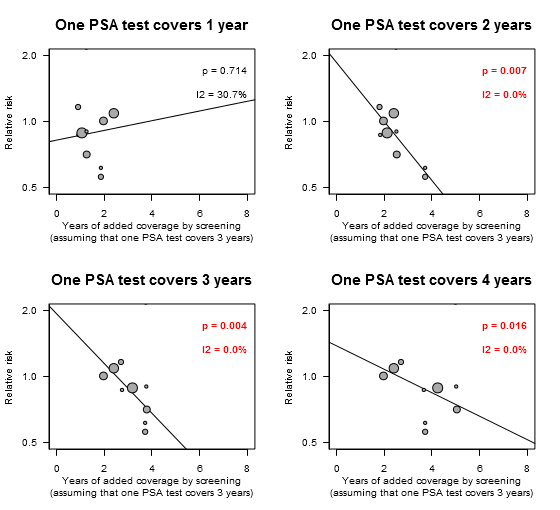 One PSA test covers 1 year
2.0
1.0
0.5
Relative risk
p = 0.714
I2 = 30.7%
0 2 4 6 8
Years of added coverage by screening
(assuming that one PSA test covers 3 years)
One PSA test covers 2 years
2.0
1.0
0.5
Relative risk
p = 0.007
I2 = 0.0%
0 2 4 6 8
Years of added coverage by screening
(assuming that one PSA test covers 3 years)
One PSA test covers 3 years
2.0
1.0
0.5
Relative risk
p = 0.004
I2 = 0.0%
0 2 4 6 8
Years of added coverage by screening
(assuming that one PSA test covers 3 years)
One PSA test covers 4 years
2.0
1.0
0.5
Relative risk
p = 0.016
I2 = 0.0%
0 2 4 6 8
Years of added coverage by screening
(assuming that one PSA test covers 3 years)